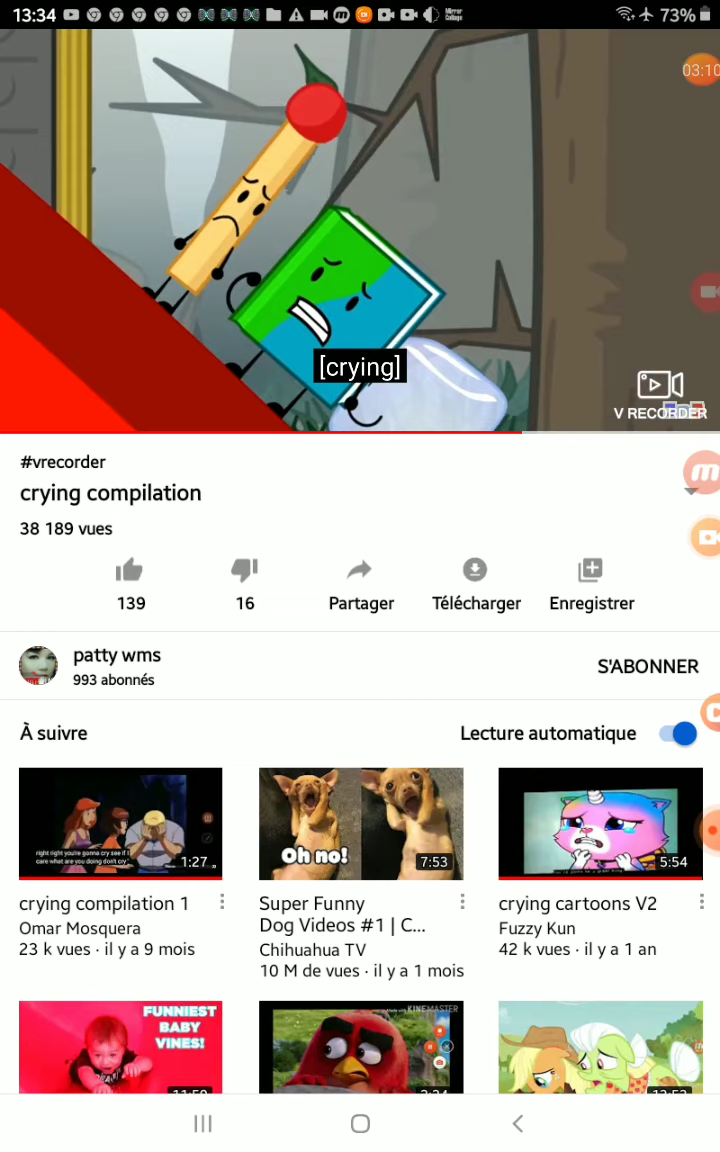 13:34
73%
03:10
[crying]
V RECORDER
#vrecorder
crying compilation
38 189 vues
139
16
Partager
Télécharger
Enregistrer
patty wms
993 abonnés
S'ABONNER
À suivre
Lecture automatique
1:27
Oh no!
7:53
5:54
crying compilation 1
Omar Mosquera
23 k vues · il y a 9 mois
Super Funny
Dog Videos #1 | C...
Chihuahua TV
10 M de vues · il y a 1 mois
crying cartoons V2
Fuzzy Kun
42 k vues · il y a 1 an
FUNNIEST
BABY
VINES!
Made with KINEMASTER